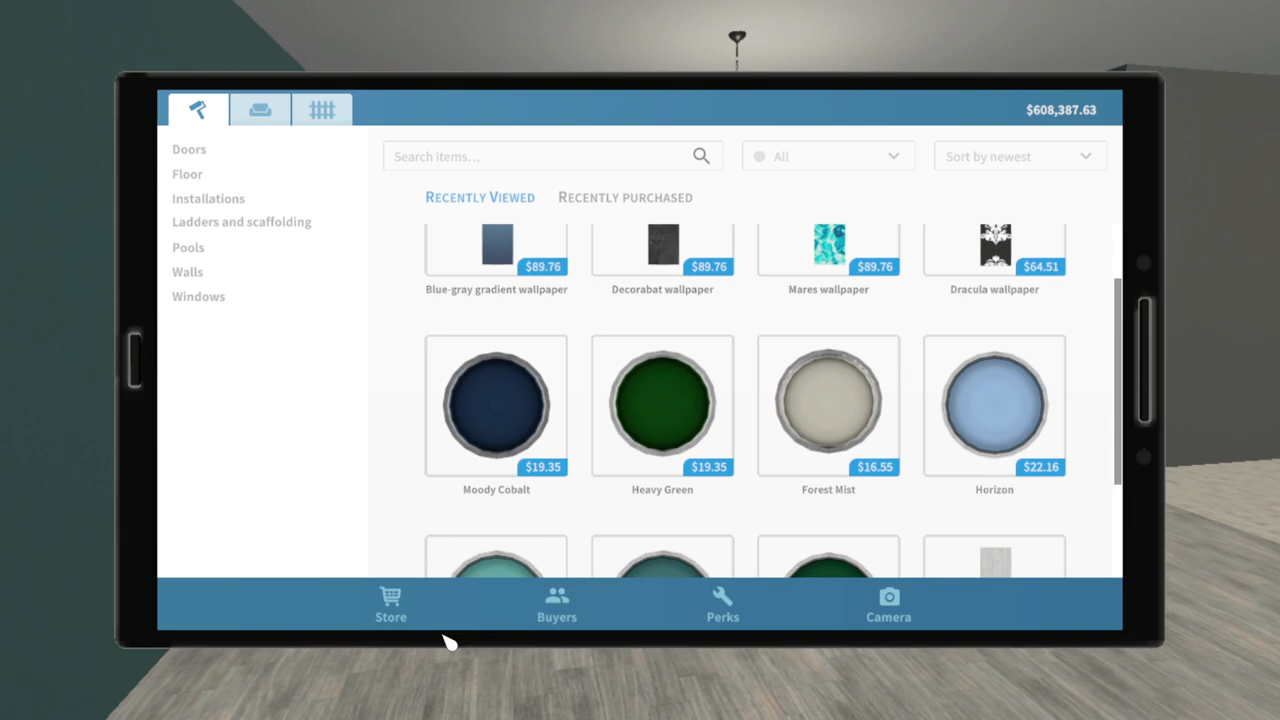 $608,387.63
Doors
Floor
Installations
Ladders and scaffolding
Pools
Walls
Windows
Search items...
All
Sort by newest
RECENTLY VIEWED
RECENTLY PURCHASED
$89.76
$89.76
$89.76
$64.51
Blue-gray gradient wallpaper
Decorabat wallpaper
Mares wallpaper
Dracula wallpaper
$19.35
$19.35
$16.55
$22.16
Moody Cobalt
Heavy Green
Forest Mist
Horizon
Store
Buyers
Perks
Camera